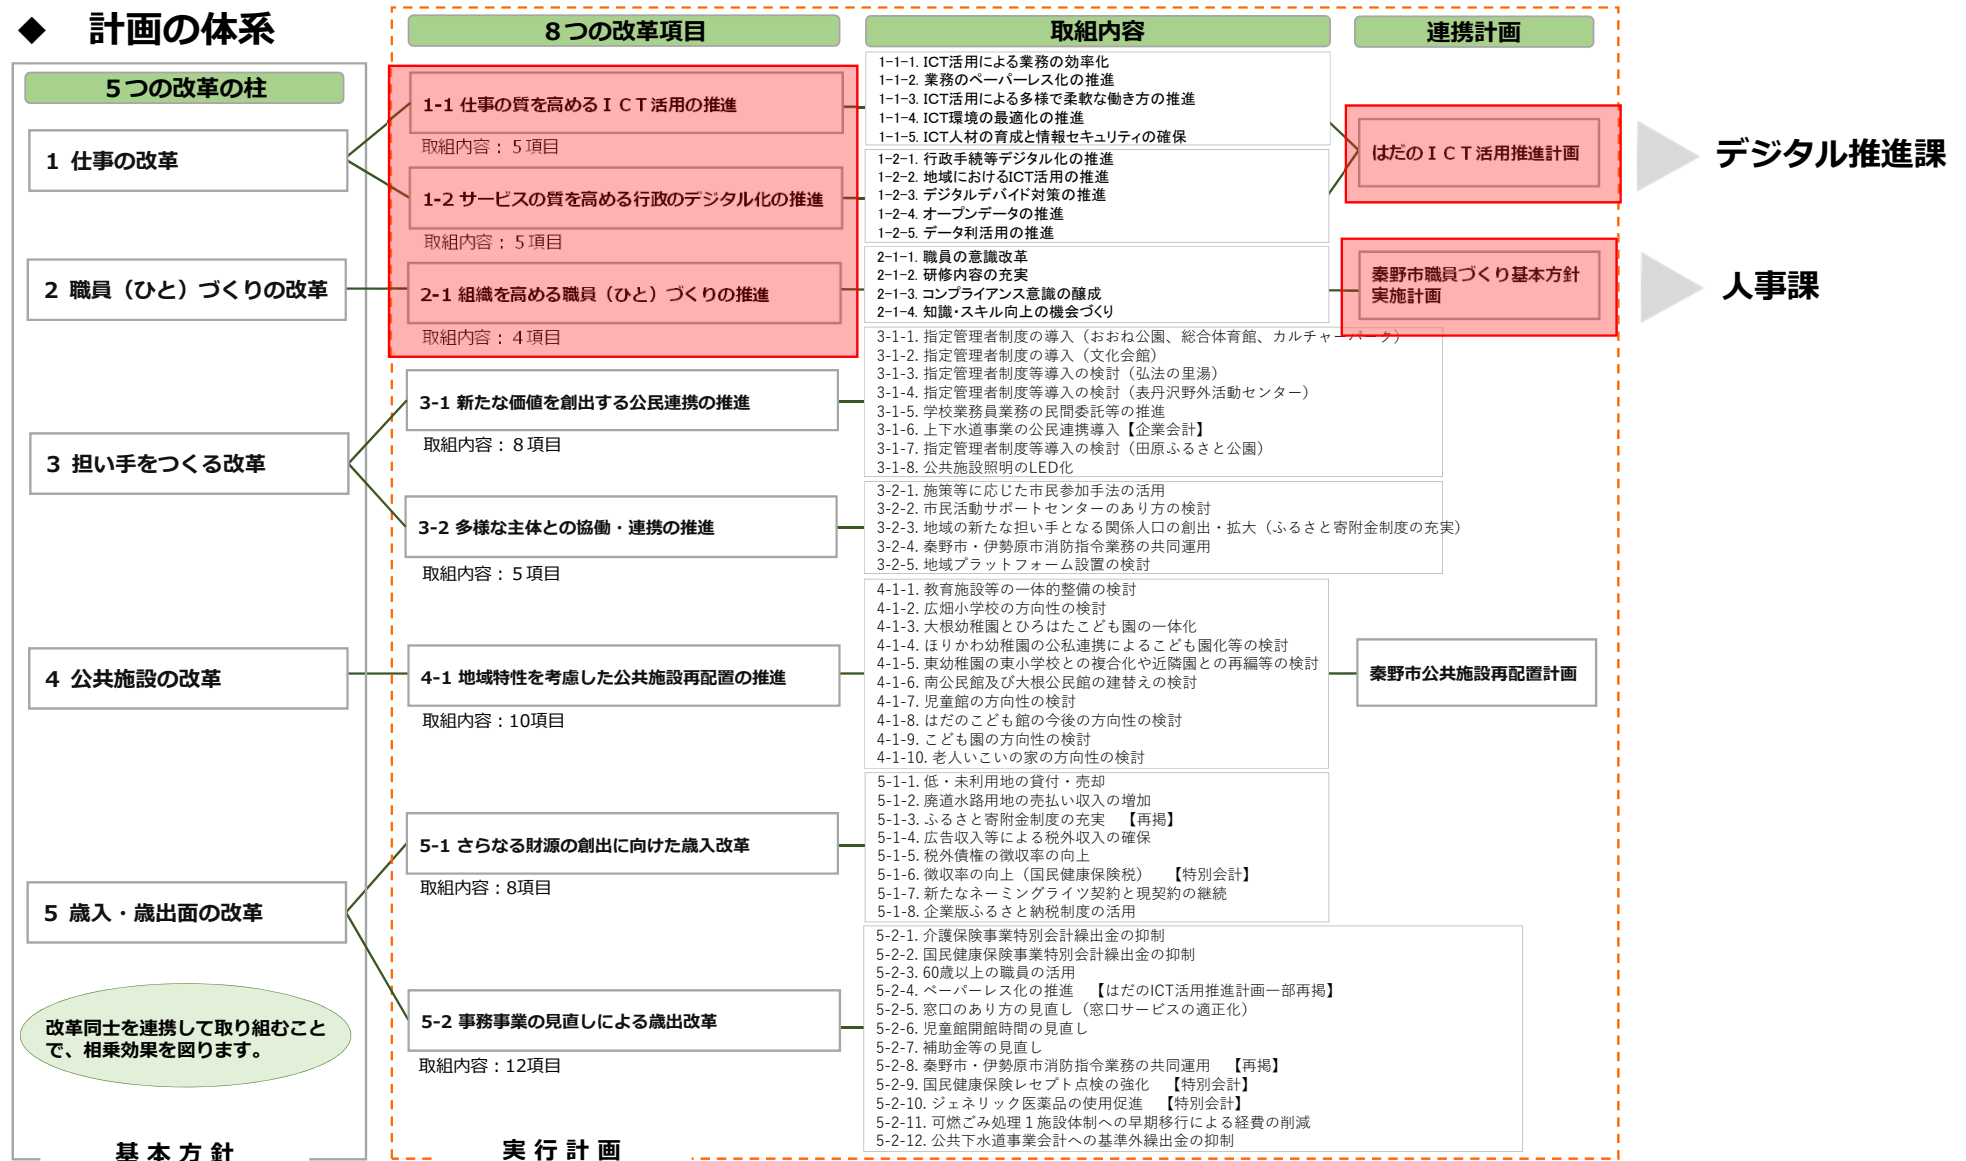 ◆ 計画の体系
５つの改革の柱
1 仕事の改革
2 職員（ひと）づくりの改革
3 担い手をつくる改革
4 公共施設の改革
5 歳入・歳出面の改革
改革同士を連携して取り組むこと
で、相乗効果を図ります。
基 本 方 針
８つの改革項目
1-1 仕事の質を高めるＩＣＴ活用の推進
取組内容：５項目
1-2 サービスの質を高める行政のデジタル化の推進
取組内容：５項目
2-1 組織を高める職員（ひと）づくりの推進
取組内容：４項目
3-1 新たな価値を創出する公民連携の推進
取組内容：８項目
3-2 多様な主体との協働・連携の推進
取組内容：５項目
4-1 地域特性を考慮した公共施設再配置の推進
取組内容：10項目
5-1 さらなる財源の創出に向けた歳入改革
取組内容：8項目
5-2 事務事業の見直しによる歳出改革
取組内容：12項目
実 行 計 画
取組内容
1-1-1. ICT活用による業務の効率化
1-1-2. 業務のペーパーレス化の推進
1-1-3. ICT活用による多様で柔軟な働き方の推進
1-1-4. ICT環境の最適化の推進
1-1-5. ICT人材の育成と情報セキュリティの確保
1-2-1. 行政手続等デジタル化の推進
1-2-2. 地域におけるICT活用の推進
1-2-3. デジタルデバイド対策の推進
1-2-4. オープンデータの推進
1-2-5. データ利活用の推進
2-1-1. 職員の意識改革
2-1-2. 研修内容の充実
2-1-3. コンプライアンス意識の醸成
2-1-4. 知識・スキル向上の機会づくり
3-1-1. 指定管理者制度の導入（おおね公園、総合体育館、カルチャーパーク）
3-1-2. 指定管理者制度の導入（文化会館）
3-1-3. 指定管理者制度等導入の検討（弘法の里湯）
3-1-4. 指定管理者制度等導入の検討（表丹沢野外活動センター）
3-1-5. 学校業務員業務の民間委託等の推進
3-1-6. 上下水道事業の公民連携導入【企業会計】
3-1-7. 指定管理者制度等導入の検討（田原ふるさと公園）
3-1-8. 公共施設照明のLED化
3-2-1. 施策等に応じた市民参加手法の活用
3-2-2. 市民活動サポートセンターのあり方の検討
3-2-3. 地域の新たな担い手となる関係人口の創出・拡大（ふるさと寄附金制度の充実）
3-2-4. 秦野市・伊勢原市消防指令業務の共同運用
3-2-5. 地域プラットフォーム設置の検討
4-1-1. 教育施設等の一体的整備の検討
4-1-2. 広畑小学校の方向性の検討
4-1-3. 大根幼稚園とひろはたこども園の一体化
4-1-4. ほりかわ幼稚園の公私連携によるこども園化等の検討
4-1-5. 東幼稚園の東小学校との複合化や近隣園との再編等の検討
4-1-6. 南公民館及び大根公民館の建替えの検討
4-1-7. 児童館の方向性の検討
4-1-8. はだのこども館の今後の方向性の検討
4-1-9. こども園の方向性の検討
4-1-10. 老人いこいの家の方向性の検討
5-1-1. 低・未利用地の貸付・売却
5-1-2. 廃道水路用地の売払い収入の増加
5-1-3. ふるさと寄附金制度の充実　【再掲】
5-1-4. 広告収入等による税外収入の確保
5-1-5. 税外債権の徴収率の向上
5-1-6. 徴収率の向上（国民健康保険税）　【特別会計】
5-1-7. 新たなネーミングライツ契約と現契約の継続
5-1-8. 企業版ふるさと納税制度の活用
5-2-1. 介護保険事業特別会計繰出金の抑制
5-2-2. 国民健康保険事業特別会計繰出金の抑制
5-2-3. 60歳以上の職員の活用
5-2-4. ペーパーレス化の推進　【はだのICT活用推進計画一部再掲】
5-2-5. 窓口のあり方の見直し（窓口サービスの適正化）
5-2-6. 児童館開館時間の見直し
5-2-7. 補助金等の見直し
5-2-8. 秦野市・伊勢原市消防指令業務の共同運用　【再掲】
5-2-9. 国民健康保険レセプト点検の強化　【特別会計】
5-2-10. ジェネリック医薬品の使用促進　【特別会計】
5-2-11. 可燃ごみ処理１施設体制への早期移行による経費の削減
5-2-12. 公共下水道事業会計への基準外繰出金の抑制
連携計画
はだのＩＣＴ活用推進計画
秦野市職員づくり基本方針
実施計画
秦野市公共施設再配置計画
デジタル推進課
人事課